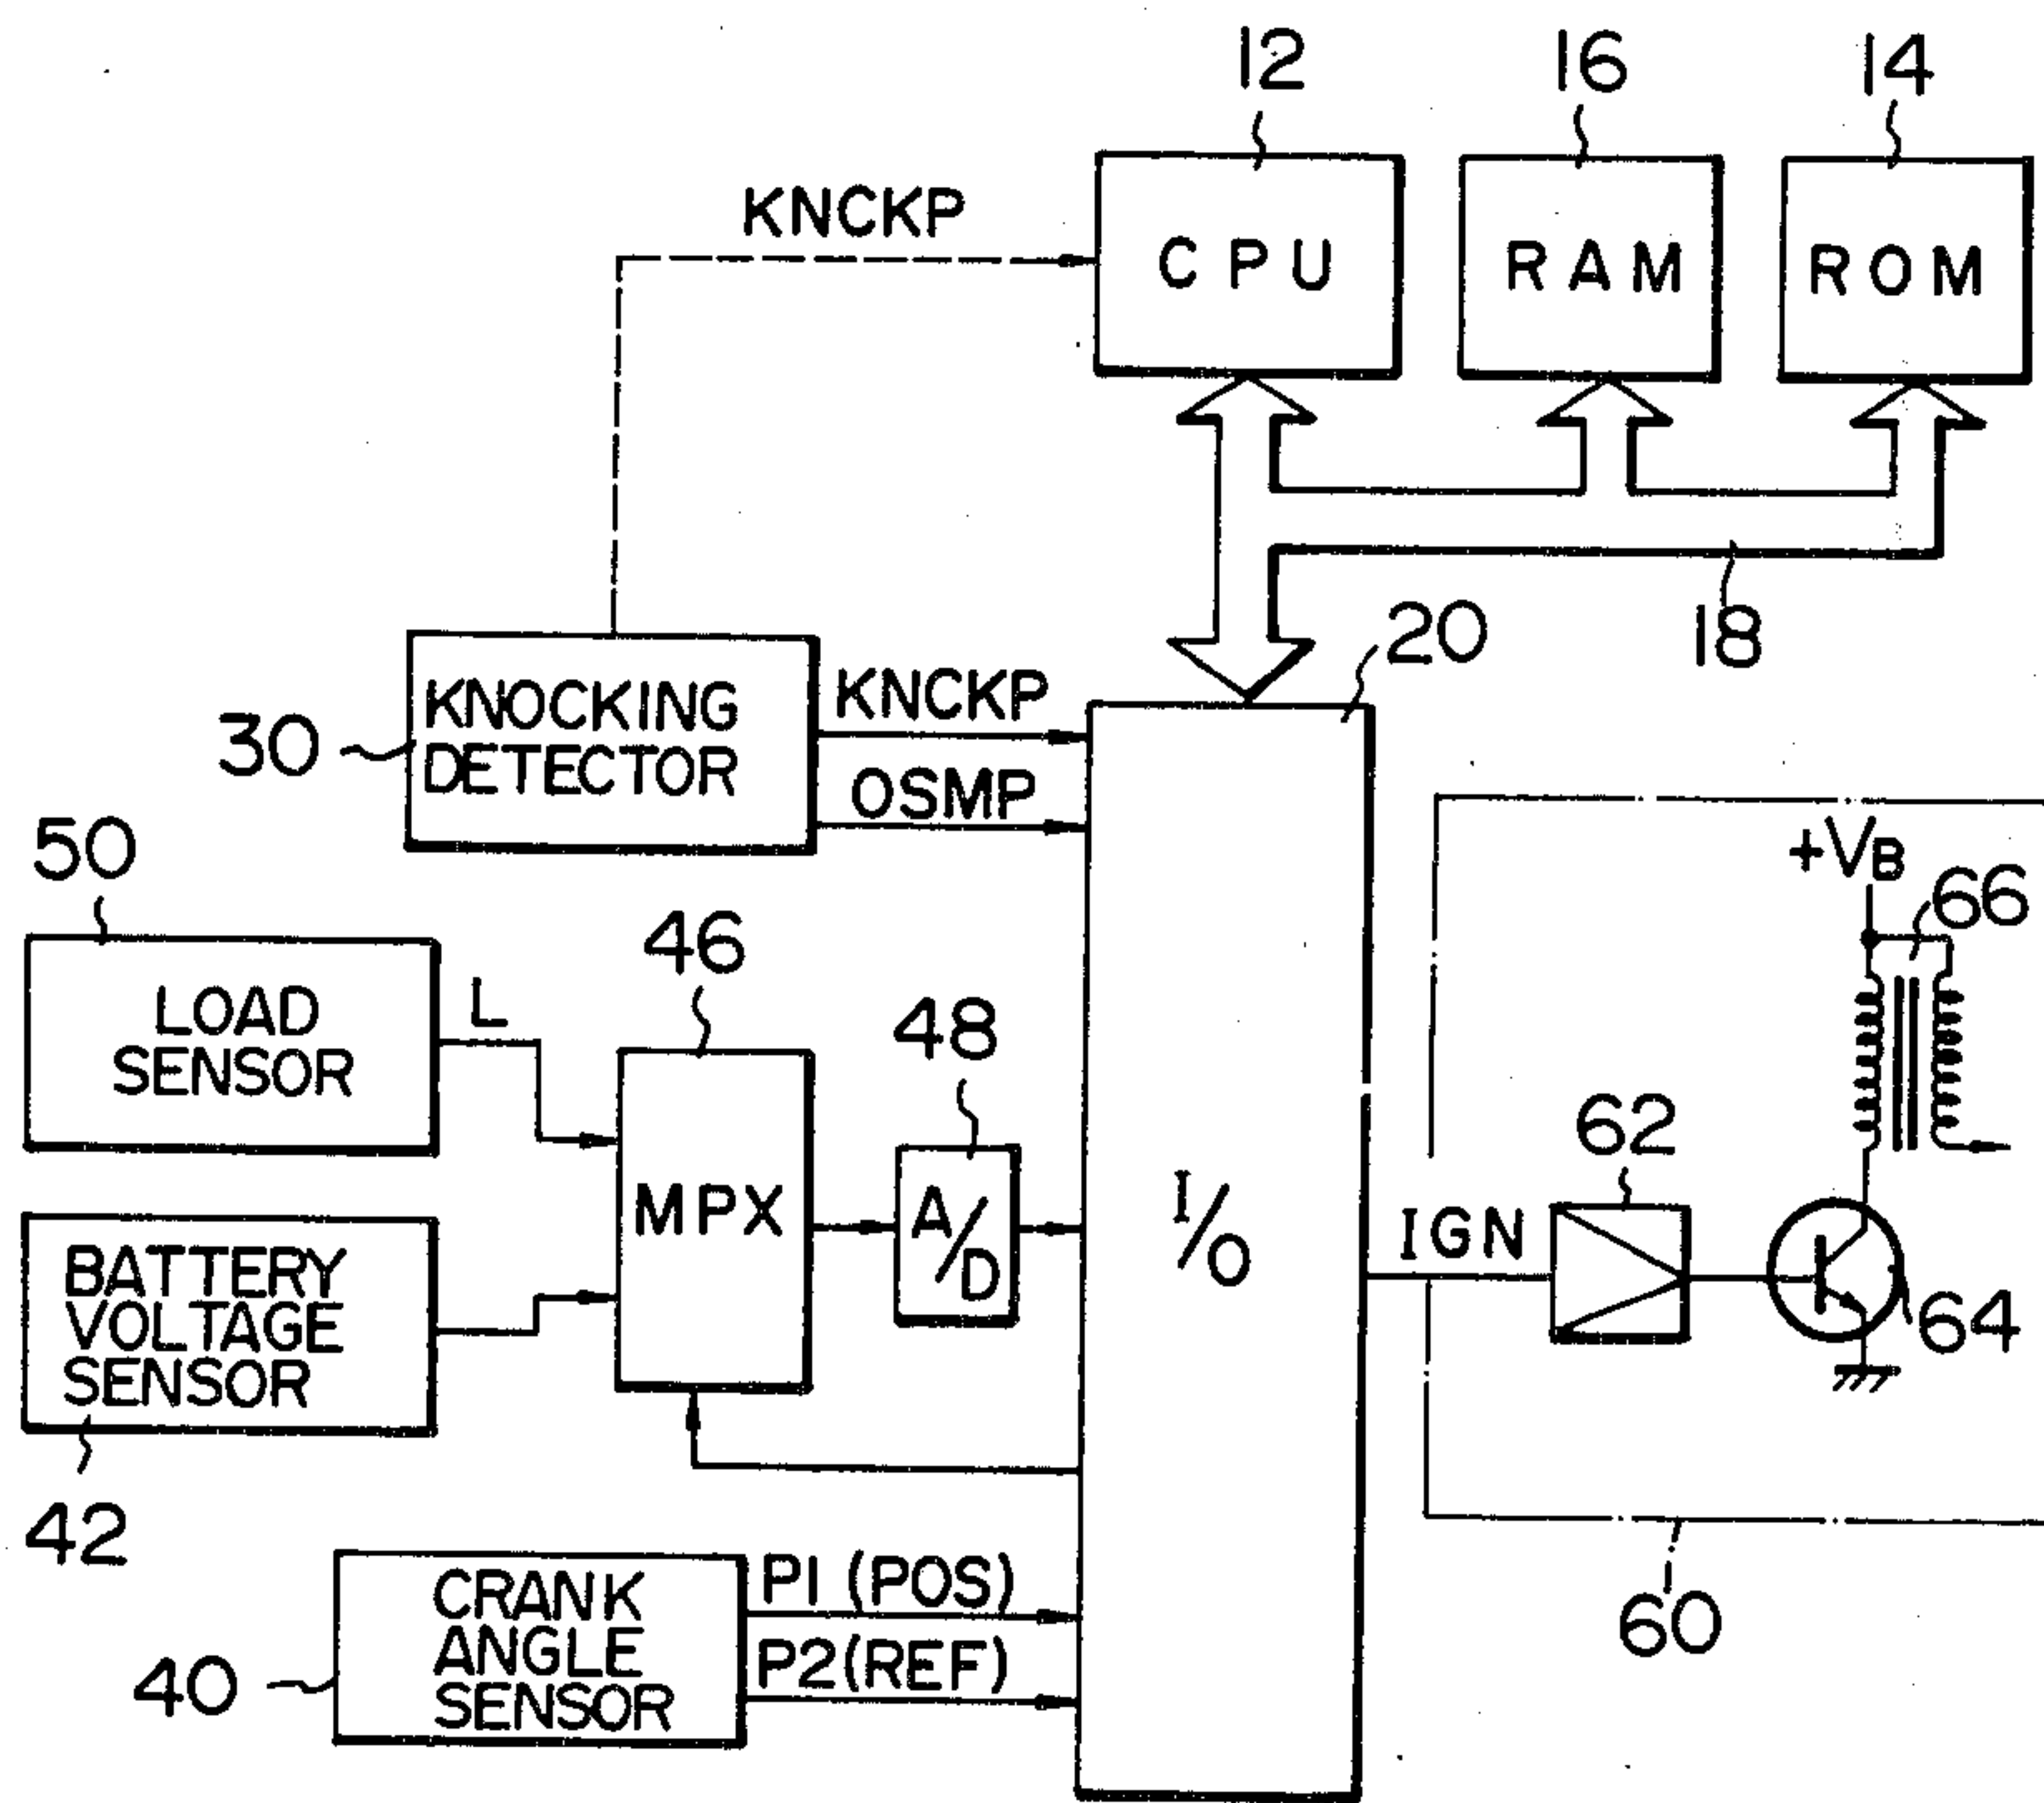 12
16
14
KNCKP
CPU
RAM
ROM
18
20
30
KNOCKING
DETECTOR
KNCKP
OSMP
50
LOAD
SENSOR
L
46
MPX
48
A/D
I/O
+VB
66
62
IGN
64
BATTERY
VOLTAGE
SENSOR
42
40
CRANK
ANGLE
SENSOR
P1 (POS)
P2 (REF)
60